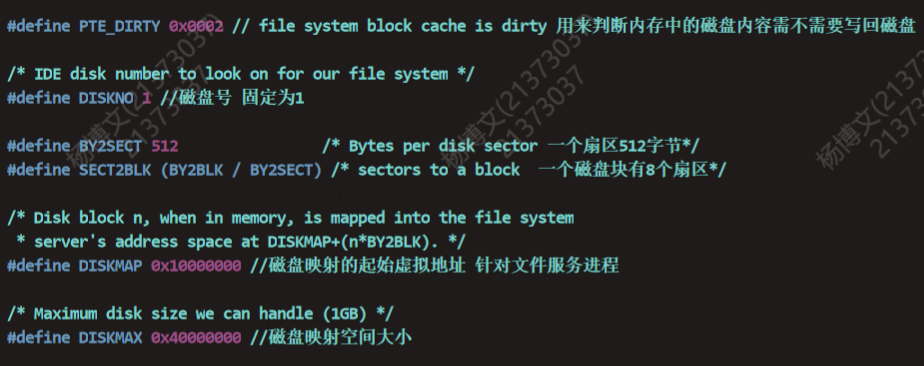 #define PTE_DIRTY 0x0002 // file system block cache is dirty 用来判断内存中的磁盘内容需不需要写回磁盘
/* IDE disk number to look on for our file system */
#define DISKNO 1 //磁盘号 固定为1
#define BY2SECT 512 /* Bytes per disk sector 一个扇区512字节*/
#define SECT2BLK (BY2BLK / BY2SECT) /* sectors to a block 一个磁盘块有8个扇区*/
/* Disk block n, when in memory, is mapped into the file system
* server's address space at DISKMAP+(n*BY2BLK). */
#define DISKMAP 0x10000000 //磁盘映射的起始虚拟地址 针对文件服务进程
/* Maximum disk size we can handle (1GB) */
#define DISKMAX 0x40000000 //磁盘映射空间大小
杨博文(21373037)
21373037
杨博文(21373037)
21373037
杨博文(21373037)
21373037